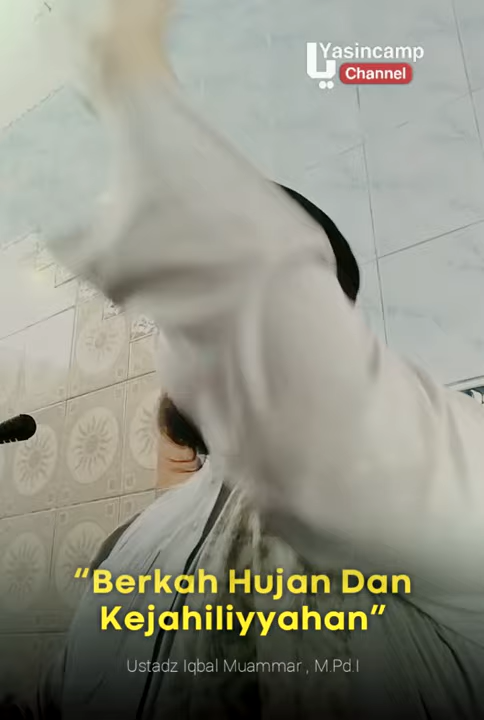 Yasincamp
Channel
“Berkah Hujan Dan
Kejahiliyyahan”
Ustadz Iqbal Muammar , M.Pd.I